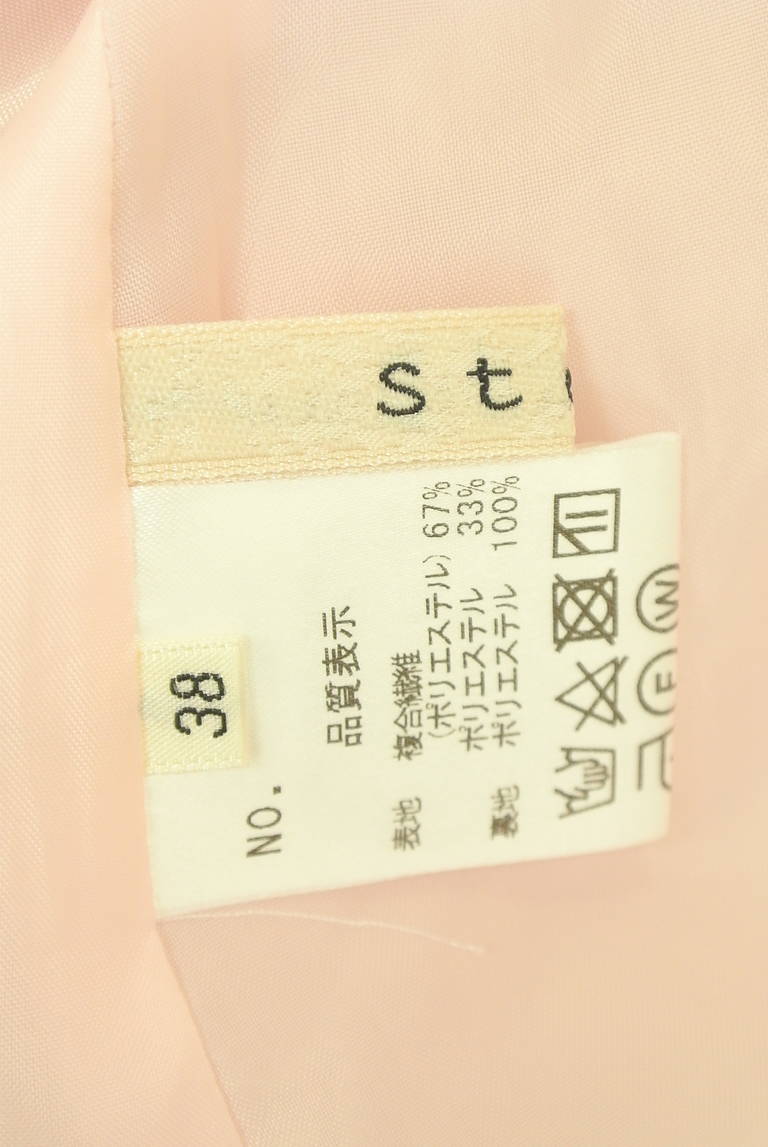 St
38
NO.
品質表示
表地 複合繊維
(ポリエステル) 67%
ポリエステル 33%
裏地 ポリエステル 100%
W
F